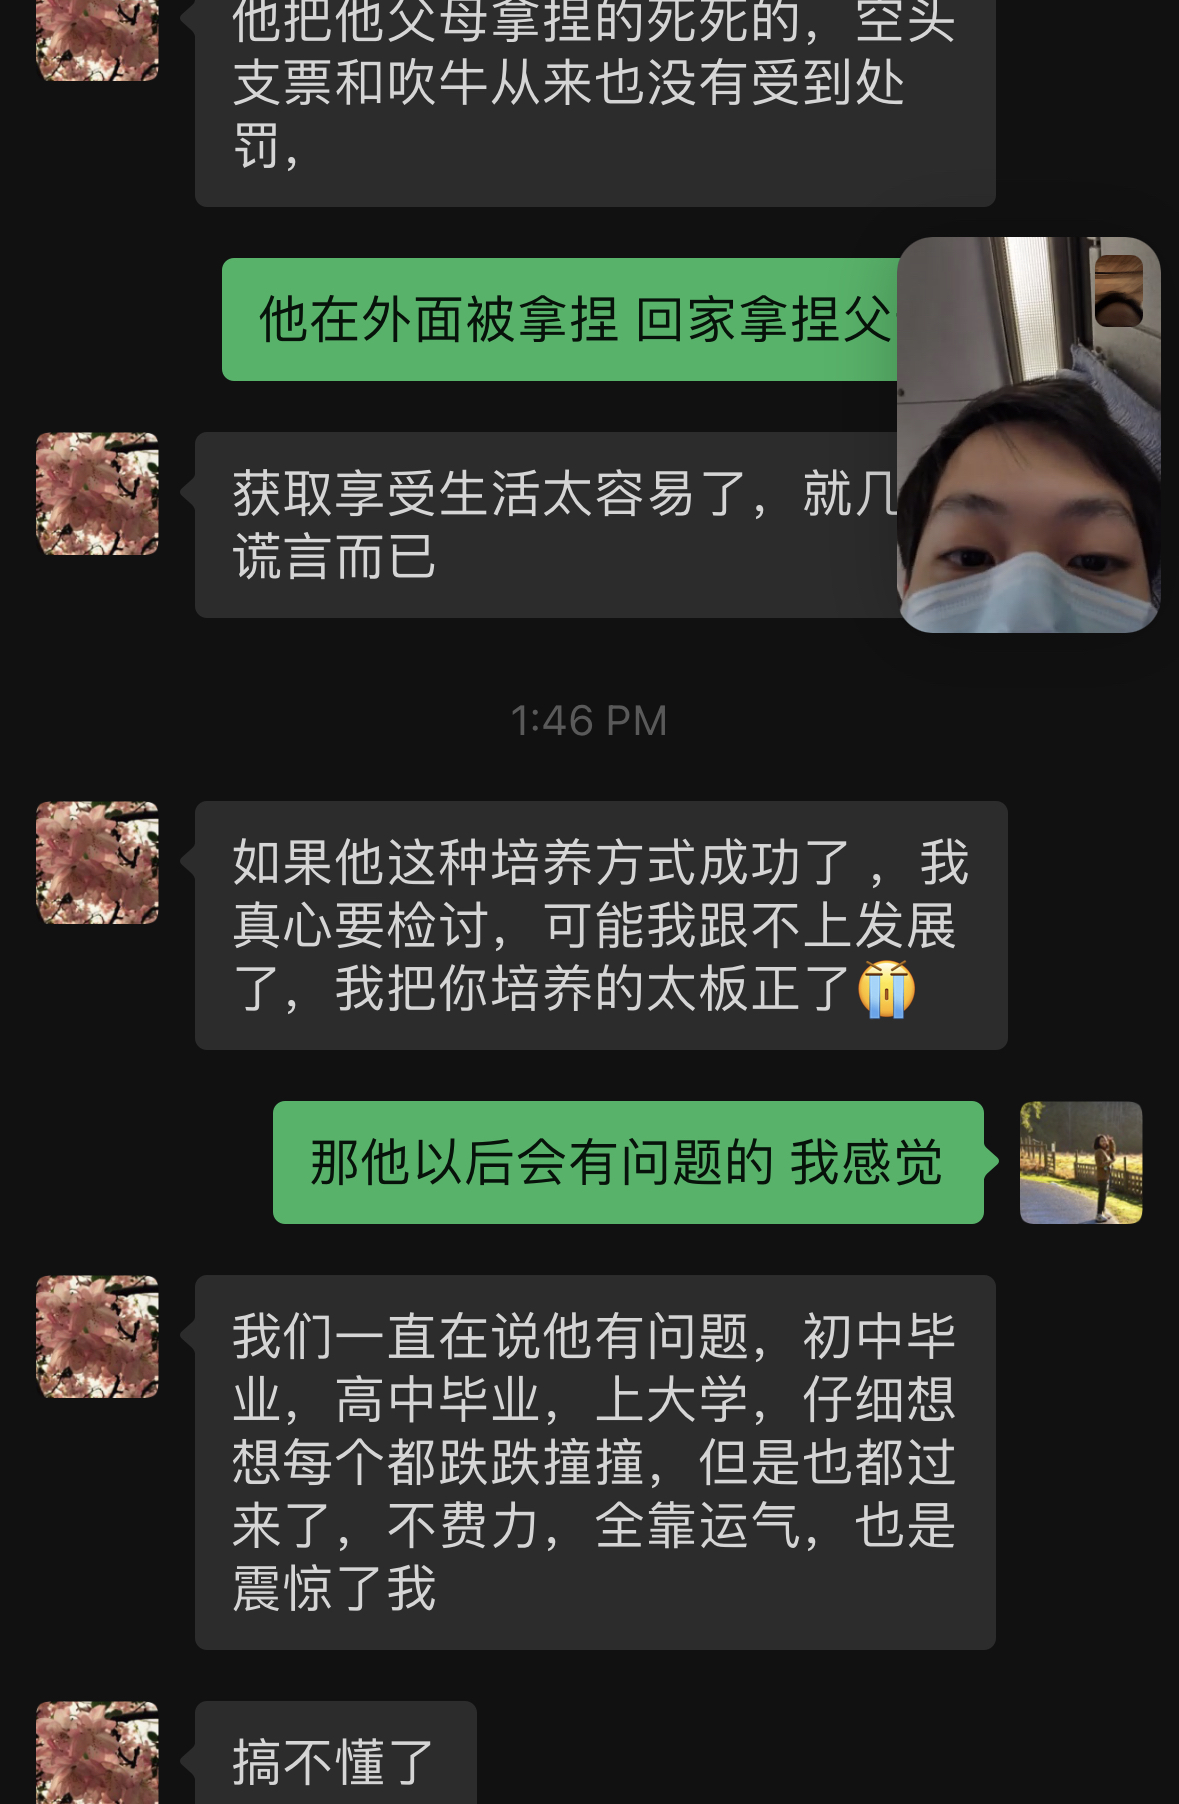 他把他父母拿捏的死死的，空头
支票和吹牛从来也没有受到处
罚，
他在外面被拿捏 回家拿捏父
获取享受生活太容易了，就几
谎言而已
1:46 PM
如果他这种培养方式成功了 ，我
真心要检讨，可能我跟不上发展
了，我把你培养的太板正了😭
那他以后会有问题的 我感觉
我们一直在说他有问题，初中毕
业，高中毕业，上大学，仔细想
想每个都跌跌撞撞，但是也都过
来了，不费力，全靠运气，也是
震惊了我
搞不懂了